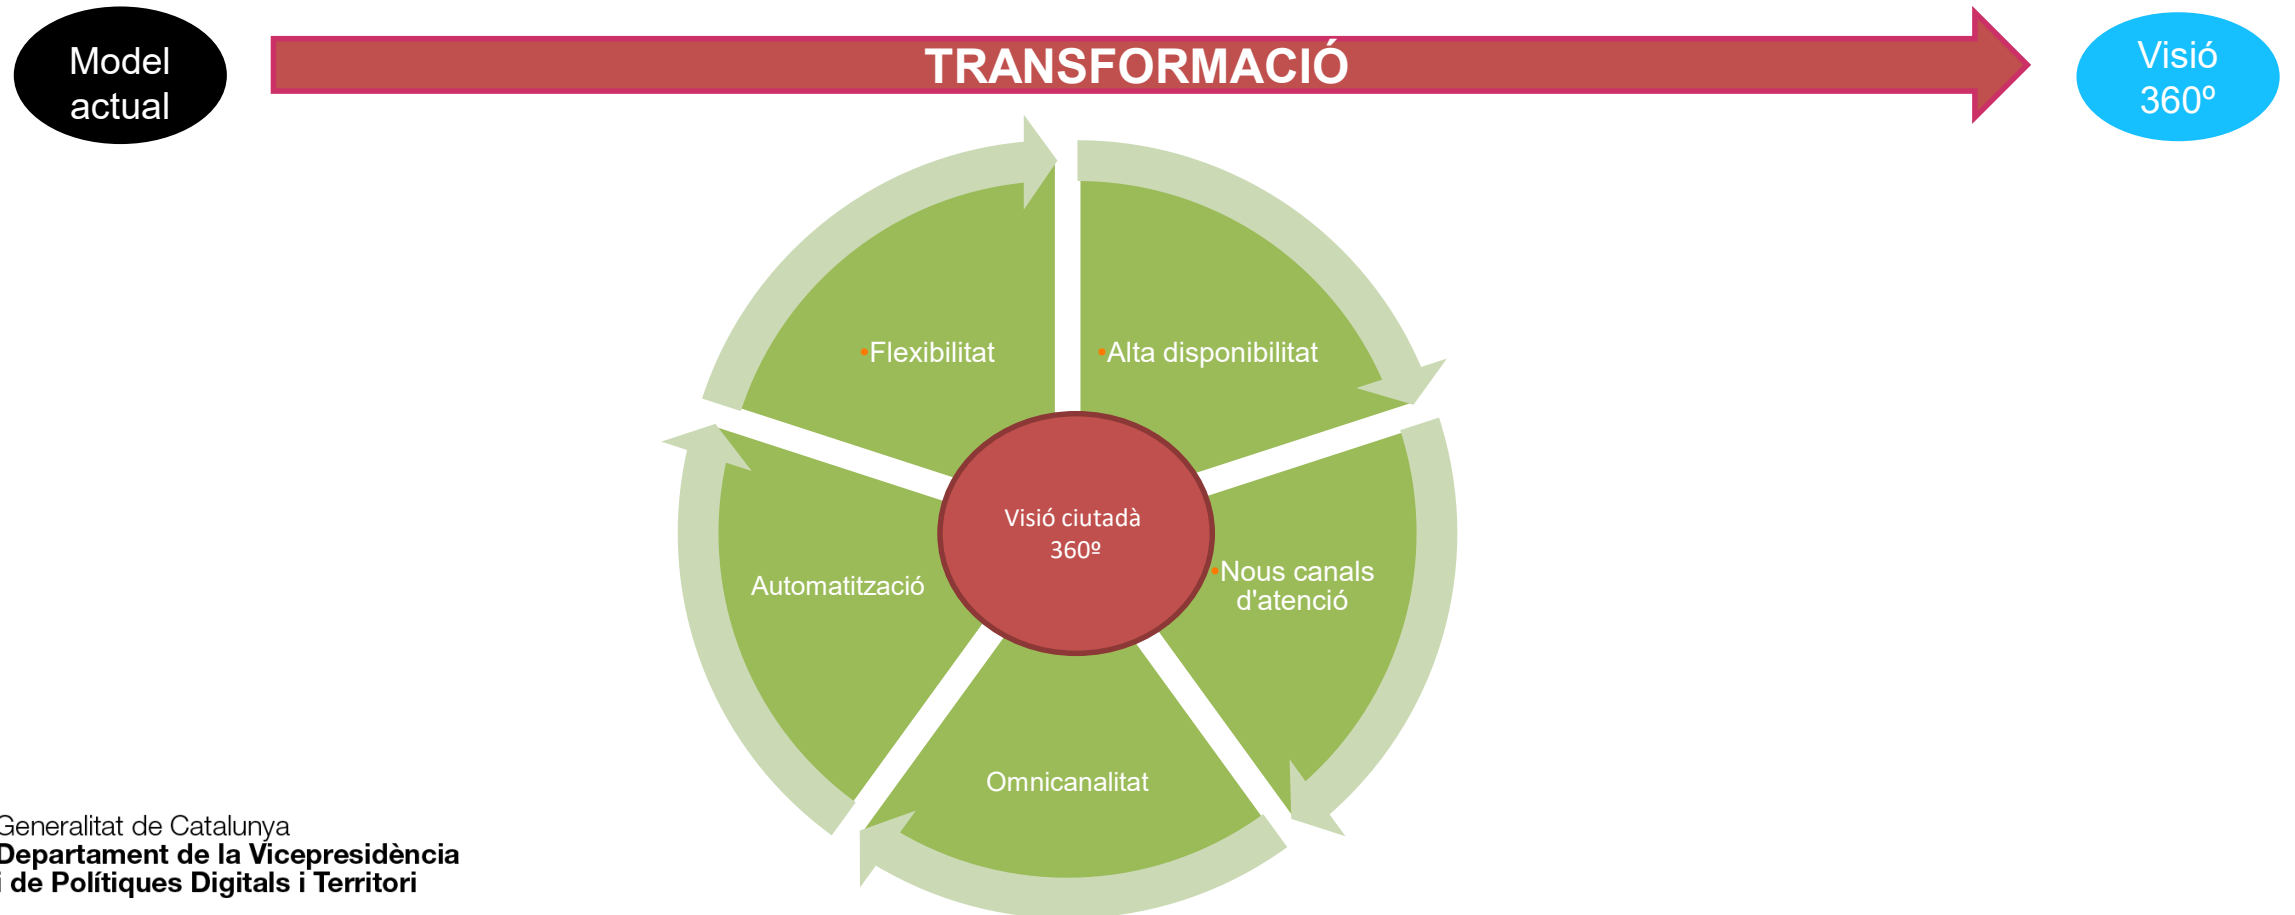 Model
actual
TRANSFORMACIÓ
Visió
360º
•Flexibilitat
•Alta disponibilitat
Visió ciutadà
360º
•Nous canals
d'atenció
Automatització
Omnicanalitat
Generalitat de Catalunya
Departament de la Vicepresidència
i de Polítiques Digitals i Territori